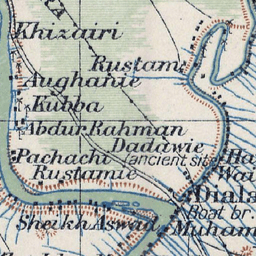 Khizairi
Rustam
Aughanie
Kubba
Abdur Rahman
Dadawie
Pachachi (ancient site)
Rustamie
Diala
Boat br.
Sheikh Aswad
Muham